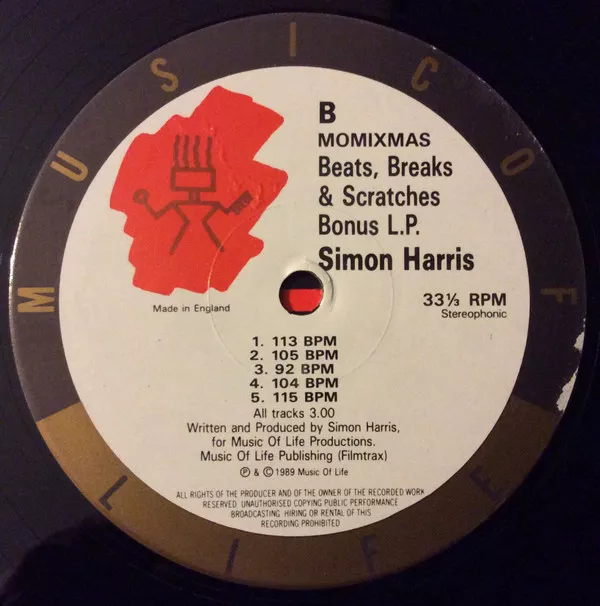 MUSIC OF LIFE
B
MOMIXMAS
Beats, Breaks
& Scratches
Bonus L.P.
Simon Harris
Made in England
33⅓ RPM
Stereophonic
1. 113 BPM
2. 105 BPM
3. 92 BPM
4. 104 BPM
5. 115 BPM
All tracks 3.00
Written and Produced by Simon Harris,
for Music Of Life Productions.
Music Of Life Publishing (Filmtrax)
℗ & © 1989 Music Of Life
ALL RIGHTS OF THE PRODUCER AND OF THE OWNER OF THE RECORDED WORK
RESERVED UNAUTHORISED COPYING PUBLIC PERFORMANCE
BROADCASTING HIRING OR RENTAL OF THIS
RECORDING PROHIBITED